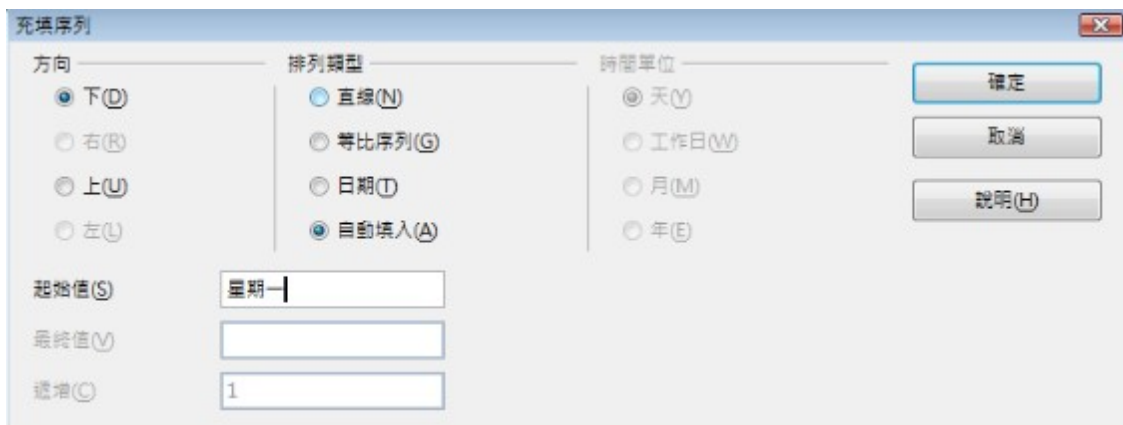 充填序列
方向
下(D)
右(R)
上(U)
左(L)
排列類型
直線(N)
等比序列(G)
日期(T)
自動填入(A)
時間單位
天(Y)
工作日(W)
月(M)
年(E)
確定
取消
說明(H)
起始值(S)
星期一
最終值(V)
遞增(C)
1